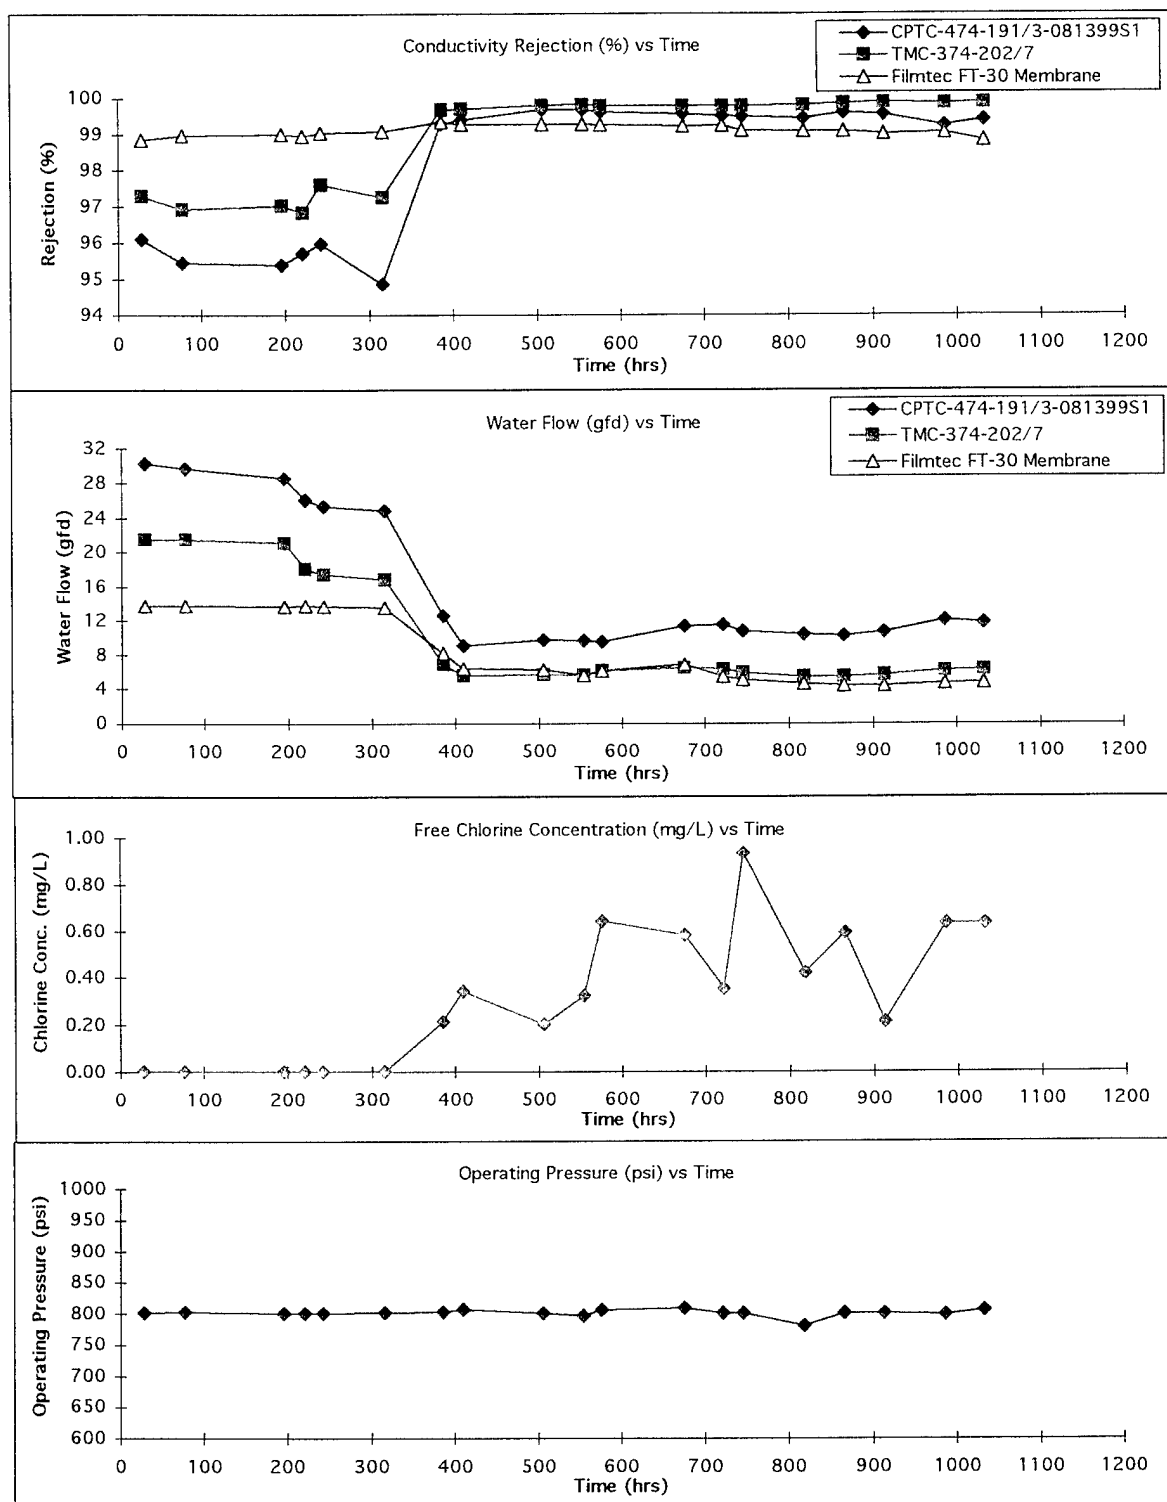 Conductivity Rejection (%) vs Time
CPTC-474-191/3-081399S1
TMC-374-202/7
Filmtec FT-30 Membrane
Rejection (%)
100
99
98
97
96
95
94
0 100 200 300 400 500 600 700 800 900 1000 1100 1200
Time (hrs)
Water Flow (gfd) vs Time
CPTC-474-191/3-081399S1
TMC-374-202/7
Filmtec FT-30 Membrane
Water Flow (gfd)
32
28
24
20
16
12
8
4
0
0 100 200 300 400 500 600 700 800 900 1000 1100 1200
Time (hrs)
Free Chlorine Concentration (mg/L) vs Time
Chlorine Conc. (mg/L)
1.00
0.80
0.60
0.40
0.20
0.00
0 100 200 300 400 500 600 700 800 900 1000 1100 1200
Time (hrs)
Operating Pressure (psi) vs Time
Operating Pressure (psi)
1000
950
900
850
800
750
700
650
600
0 100 200 300 400 500 600 700 800 900 1000 1100 1200
Time (hrs)